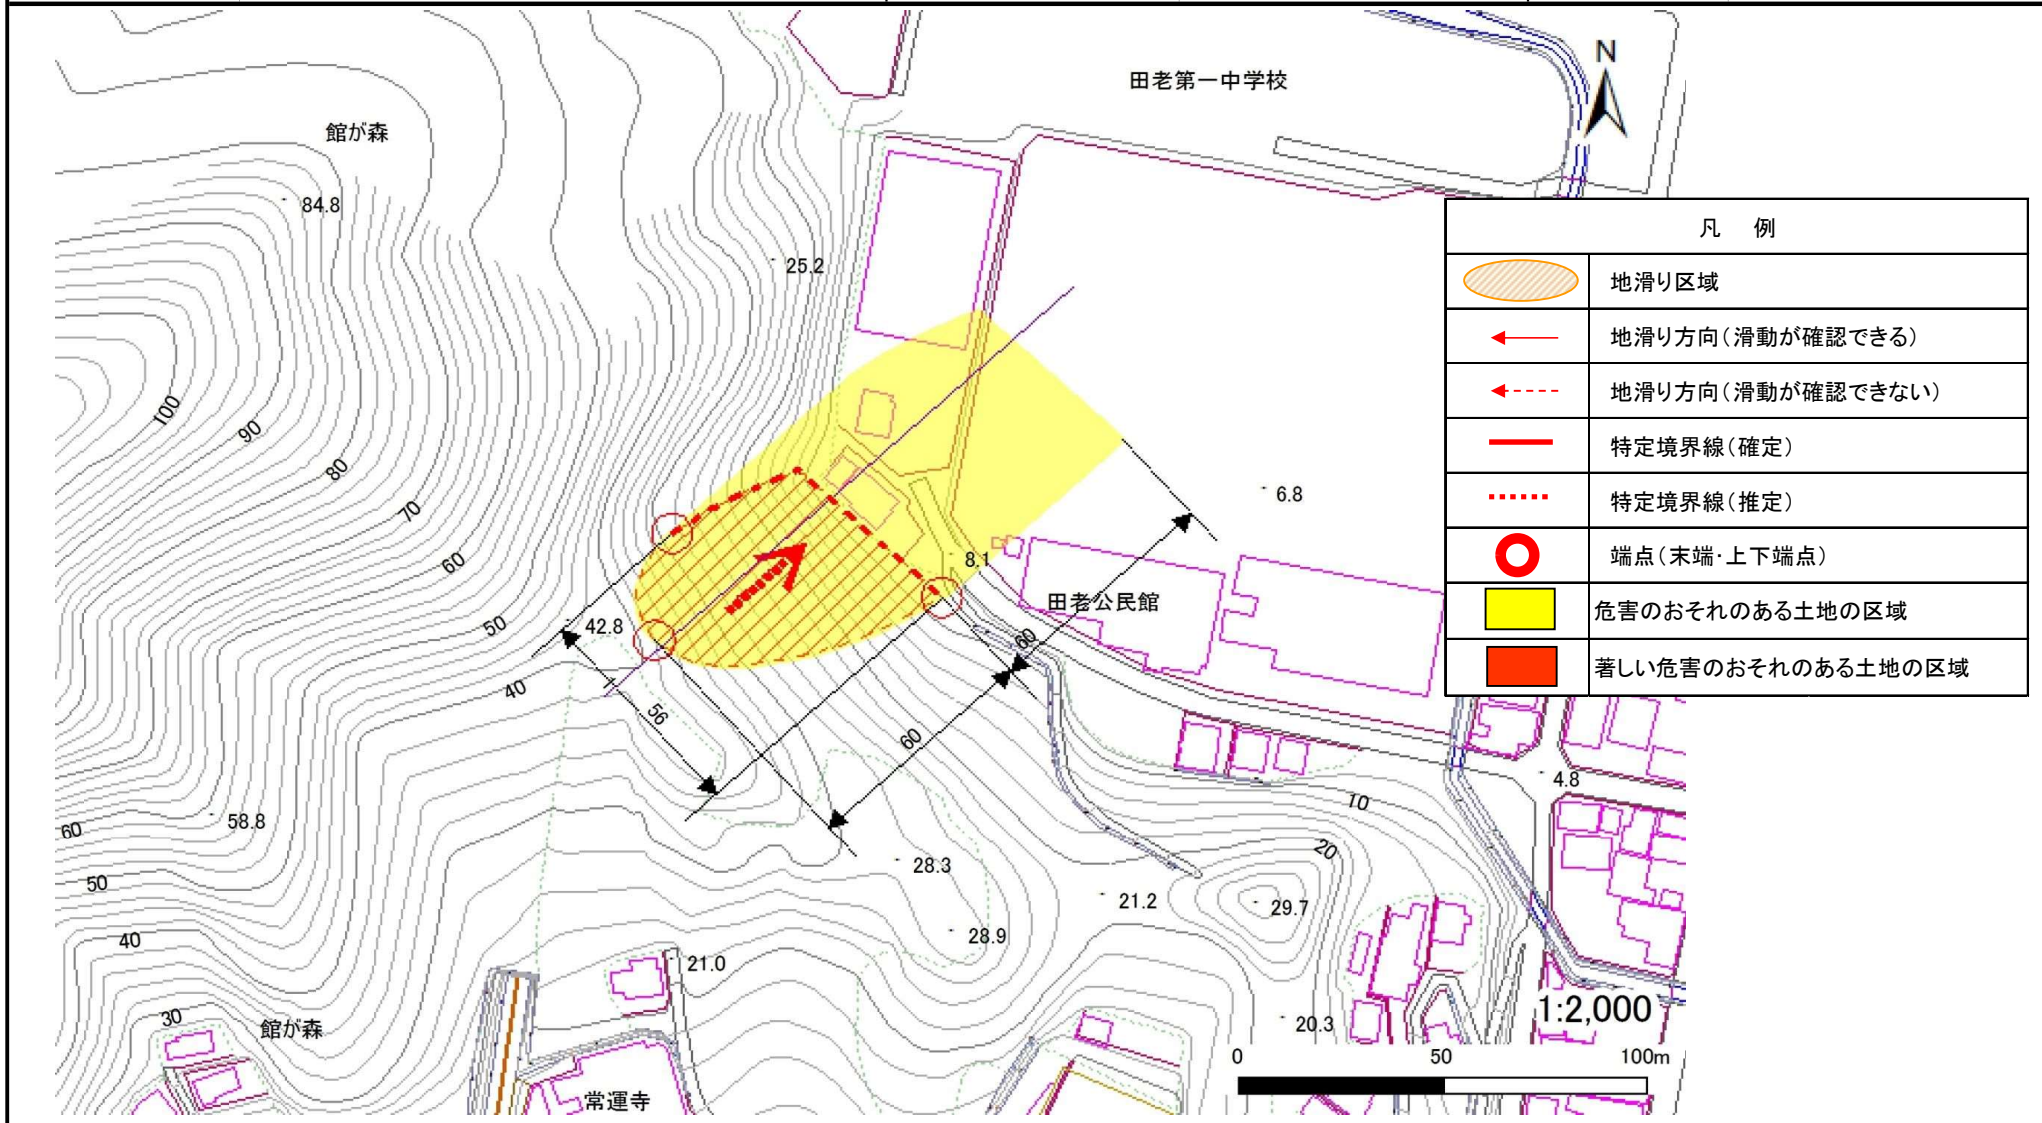 田老第一中学校
N
館が森
84.8
25.2
凡 例
地滑り区域
地滑り方向(滑動が確認できる)
地滑り方向(滑動が確認できない)
特定境界線(確定)
特定境界線(推定)
端点(末端・上下端点)
危害のおそれのある土地の区域
著しい危害のおそれのある土地の区域
100
90
80
70
60
50
40
6.8
8.1
田老公民館
42.8
60
56
60
4.8
10
20
58.8
60
50
40
30
28.3
21.2
29.7
28.9
21.0
20.3
館が森
常運寺
1:2,000
0 50 100m